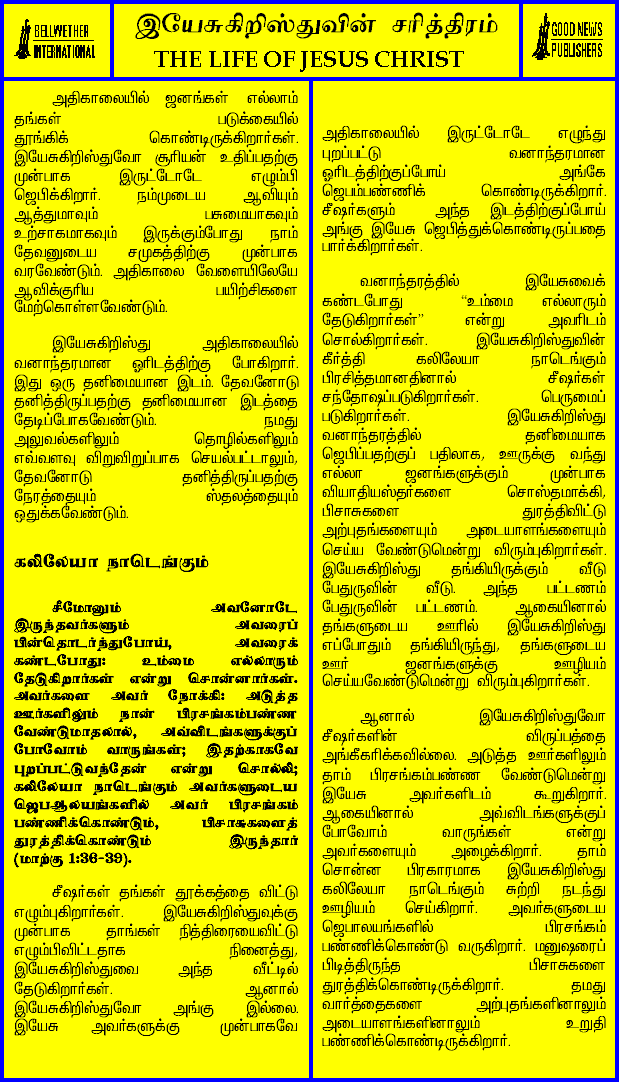 BELLWETHER
INTERNATIONAL
இயேசுகிறிஸ்துவின் சரித்திரம்
THE LIFE OF JESUS CHRIST
GOOD NEWS
PUBLISHERS
அதிகாலையில் ஜனங்கள் எல்லாம்
தங்கள் படுக்கையில்
தூங்கிக் கொண்டிருக்கிறார்கள்.
இயேசுகிறிஸ்துவோ சூரியன் உதிப்பதற்கு
முன்பாக இருட்டோடே எழும்பி
ஜெபிக்கிறார். நம்முடைய ஆவியும்
ஆத்துமாவும் பசுமையாகவும்
உற்சாகமாகவும் இருக்கும்போது நாம்
தேவனுடைய சமுகத்திற்கு முன்பாக
வரவேண்டும். அதிகாலை வேளையிலேயே
ஆவிக்குரிய பயிற்சிகளை
மேற்கொள்ளவேண்டும்.
இயேசுகிறிஸ்து அதிகாலையில்
வனாந்தரமான ஓரிடத்திற்கு போகிறார்.
இது ஒரு தனிமையான இடம். தேவனோடு
தனித்திருப்பதற்கு தனிமையான இடத்தை
தேடிப்போகவேண்டும். நமது
அலுவல்களிலும் தொழில்களிலும்
எவ்வளவு விறுவிறுப்பாக செயல்பட்டாலும்,
தேவனோடு தனித்திருப்பதற்கு
நேரத்தையும் ஸ்தலத்தையும்
ஒதுக்கவேண்டும்.
கலிலேயா நாடெங்கும்
சீமோனும் அவனோடே
இருந்தவர்களும் அவரைப்
பின்தொடர்ந்துபோய், அவரைக்
கண்டபோது: உம்மை எல்லாரும்
தேடுகிறார்கள் என்று சொன்னார்கள்.
அவர்களை அவர் நோக்கி: அடுத்த
ஊர்களிலும் நான் பிரசங்கம்பண்ண
வேண்டுமாதலால், அவ்விடங்களுக்குப்
போவோம் வாருங்கள்; இதற்காகவே
புறப்பட்டுவந்தேன் என்று சொல்லி;
கலிலேயா நாடெங்கும் அவர்களுடைய
ஜெபஆலயங்களில் அவர் பிரசங்கம்
பண்ணிக்கொண்டும், பிசாசுகளைத்
துரத்திக்கொண்டும் இருந்தார்
(மாற்கு 1:36-39).
சீஷர்கள் தங்கள் தூக்கத்தை விட்டு
எழும்புகிறார்கள். இயேசுகிறிஸ்துவுக்கு
முன்பாக தாங்கள் நித்திரையைவிட்டு
எழும்பிவிட்டதாக நினைத்து,
இயேசுகிறிஸ்துவை அந்த வீட்டில்
தேடுகிறார்கள். ஆனால்
இயேசுகிறிஸ்துவோ அங்கு இல்லை.
இயேசு அவர்களுக்கு முன்பாகவே
அதிகாலையில் இருட்டோடே எழுந்து
புறப்பட்டு வனாந்தரமான
ஓரிடத்திற்குப்போய் அங்கே
ஜெபம்பண்ணிக் கொண்டிருக்கிறார்.
சீஷர்களும் அந்த இடத்திற்குப்போய்
அங்கு இயேசு ஜெபித்துக்கொண்டிருப்பதை
பார்க்கிறார்கள்.
வனாந்தரத்தில் இயேசுவைக்
கண்டபோது “உம்மை எல்லாரும்
தேடுகிறார்கள்” என்று அவரிடம்
சொல்கிறார்கள். இயேசுகிறிஸ்துவின்
கீர்த்தி கலிலேயா நாடெங்கும்
பிரசித்தமானதினால் சீஷர்கள்
சந்தோஷப்படுகிறார்கள். பெருமைப்
படுகிறார்கள். இயேசுகிறிஸ்து
வனாந்தரத்தில் தனிமையாக
ஜெபிப்பதற்குப் பதிலாக, ஊருக்கு வந்து
எல்லா ஜனங்களுக்கும் முன்பாக
வியாதியஸ்தர்களை சொஸ்தமாக்கி,
பிசாசுகளை துரத்திவிட்டு
அற்புதங்களையும் அடையாளங்களையும்
செய்ய வேண்டுமென்று விரும்புகிறார்கள்.
இயேசுகிறிஸ்து தங்கியிருக்கும் வீடு
பேதுருவின் வீடு. அந்த பட்டணம்
பேதுருவின் பட்டணம். ஆகையினால்
தங்களுடைய ஊரில் இயேசுகிறிஸ்து
எப்போதும் தங்கியிருந்து, தங்களுடைய
ஊர் ஜனங்களுக்கு ஊழியம்
செய்யவேண்டுமென்று விரும்புகிறார்கள்.
ஆனால் இயேசுகிறிஸ்துவோ
சீஷர்களின் விருப்பத்தை
அங்கீகரிக்கவில்லை. அடுத்த ஊர்களிலும்
தாம் பிரசங்கம்பண்ண வேண்டுமென்று
இயேசு அவர்களிடம் கூறுகிறார்.
ஆகையினால் அவ்விடங்களுக்குப்
போவோம் வாருங்கள் என்று
அவர்களையும் அழைக்கிறார். தாம்
சொன்ன பிரகாரமாக இயேசுகிறிஸ்து
கலிலேயா நாடெங்கும் சுற்றி நடந்து
ஊழியம் செய்கிறார். அவர்களுடைய
ஜெபாலயங்களில் பிரசங்கம்
பண்ணிக்கொண்டு வருகிறார். மனுஷரைப்
பிடித்திருந்த பிசாசுகளை
துரத்திக்கொண்டிருக்கிறார். தமது
வார்த்தைகளை அற்புதங்களினாலும்
அடையாளங்களினாலும் உறுதி
பண்ணிக்கொண்டிருக்கிறார்.